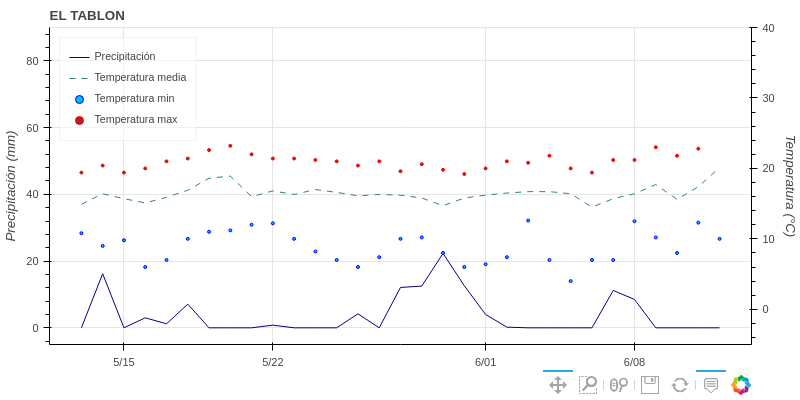 EL TABLON
Precipitación
Temperatura media
Temperatura min
Temperatura max
Precipitación (mm)
80
60
40
20
0
Temperatura (°C)
40
30
20
10
0
5/15
5/22
6/01
6/08